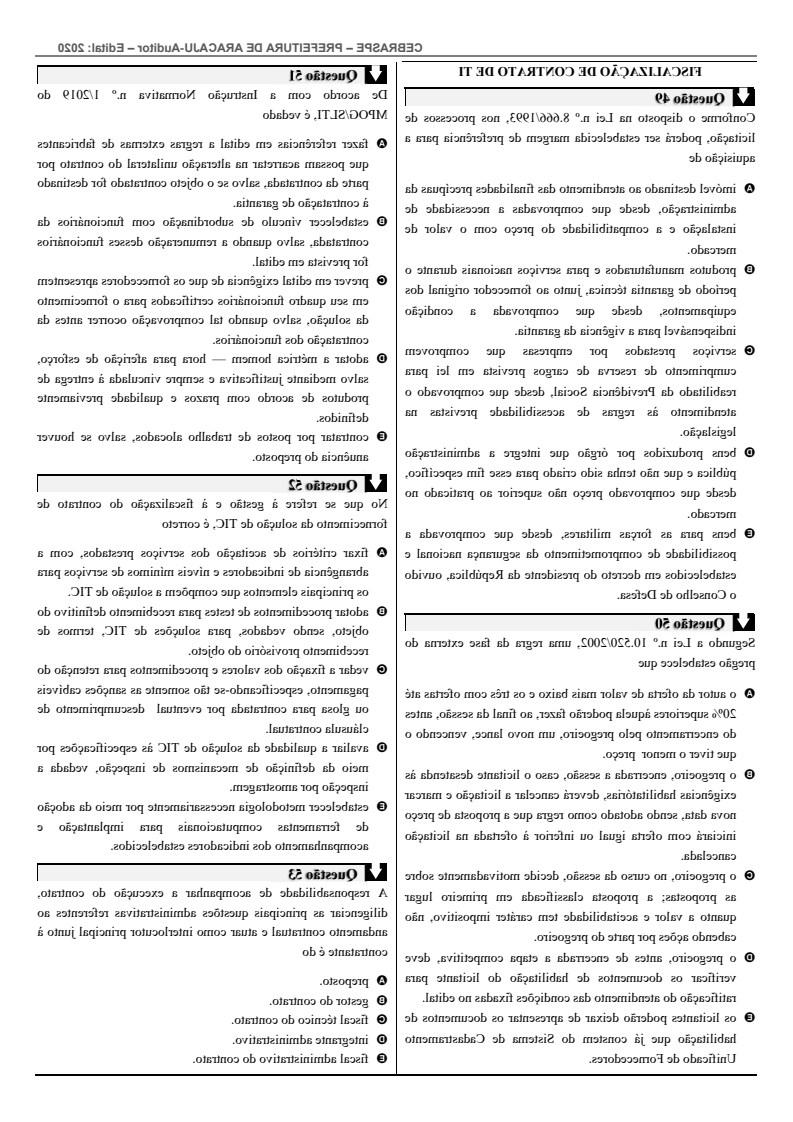 CEBRASPE – PREFEITURA DE ARACAJU-Auditor – Edital: 2020
FISCALIZAÇÃO DE CONTRATO DE TI
Questão 49
Conforme o disposto na Lei n.º 8.666/1993, nos processos de
licitação, poderá ser estabelecida margem de preferência para a
aquisição de
A imóvel destinado ao atendimento das finalidades precípuas da
administração, desde que comprovadas a necessidade de
instalação e a compatibilidade do preço com o valor de
mercado.
B produtos manufaturados e para serviços nacionais durante o
período de garantia técnica, junto ao fornecedor original dos
equipamentos, desde que comprovada a condição
indispensável para a vigência da garantia.
C serviços prestados por empresas que comprovem
cumprimento de reserva de cargos prevista em lei para
reabilitado da Previdência Social, desde que comprovado o
atendimento às regras de acessibilidade previstas na
legislação.
D bens produzidos por órgão que integre a administração
pública e que não tenha sido criado para esse fim específico,
desde que comprovado preço não superior ao praticado no
mercado.
E bens para as forças militares, desde que comprovada a
possibilidade de comprometimento da segurança nacional e
estabelecidos em decreto do presidente da República, ouvido
o Conselho de Defesa.
Questão 50
Segundo a Lei n.º 10.520/2002, uma regra da fase externa do
pregão estabelece que
A o autor da oferta de valor mais baixo e os três com ofertas até
20% superiores àquela poderão fazer, ao final da sessão, antes
do encerramento pelo pregoeiro, um novo lance, vencendo o
que tiver o menor preço.
B o pregoeiro, encerrada a sessão, caso o licitante desatenda às
exigências habilitatórias, deverá cancelar a licitação e marcar
nova data, sendo adotado como regra que a proposta de preço
iniciará com oferta igual ou inferior à ofertada na licitação
cancelada.
C o pregoeiro, no curso da sessão, decide motivadamente sobre
as propostas; a proposta classificada em primeiro lugar
quanto a valor e aceitabilidade tem caráter impositivo, não
cabendo ações por parte do pregoeiro.
D o pregoeiro, antes de encerrada a etapa competitiva, deve
verificar os documentos de habilitação do licitante para
ratificação do atendimento das condições fixadas no edital.
E os licitantes poderão deixar de apresentar os documentos de
habilitação que já constem do Sistema de Cadastramento
Unificado de Fornecedores.
Questão 51
De acordo com a Instrução Normativa n.º 1/2019 do
MPOG/SLTI, é vedado
A fazer referências em edital a regras externas de fabricantes
que possam acarretar na alteração unilateral do contrato por
parte da contratada, salvo se o objeto contratado for destinado
à contratação de garantia.
B estabelecer vínculo de subordinação com funcionários da
contratada, salvo quando a remuneração desses funcionários
for prevista em edital.
C prever em edital exigência de que os fornecedores apresentem
em seu quadro funcionários certificados para o fornecimento
da solução, salvo quando tal comprovação ocorrer antes da
contratação dos funcionários.
D adotar a métrica homem — hora para aferição de esforço,
salvo mediante justificativa e sempre vinculada à entrega de
produtos de acordo com prazos e qualidade previamente
definidos.
E contratar por postos de trabalho alocados, salvo se houver
anuência do preposto.
Questão 52
No que se refere à gestão e à fiscalização do contrato de
fornecimento da solução de TIC, é correto
A fixar critérios de aceitação dos serviços prestados, com a
abrangência de indicadores e níveis mínimos de serviços para
os principais elementos que compõem a solução de TIC.
B adotar procedimentos de testes para recebimento definitivo do
objeto, sendo vedados, para soluções de TIC, termos de
recebimento provisório do objeto.
C vedar a fixação dos valores e procedimentos para retenção do
pagamento, especificando-se tão somente as sanções cabíveis
ou glosa para contratada por eventual descumprimento de
cláusula contratual.
D avaliar a qualidade da solução de TIC às especificações por
meio da definição de mecanismos de inspeção, vedada a
inspeção por amostragem.
E estabelecer metodologia necessariamente por meio da adoção
de ferramentas computacionais para implantação e
acompanhamento dos indicadores estabelecidos.
Questão 53
A responsabilidade de acompanhar a execução do contrato,
diligenciar as principais questões administrativas referentes ao
andamento contratual e atuar como interlocutor principal junto à
contratante é do
A preposto.
B gestor do contrato.
C fiscal técnico do contrato.
D integrante administrativo.
E fiscal administrativo do contrato.